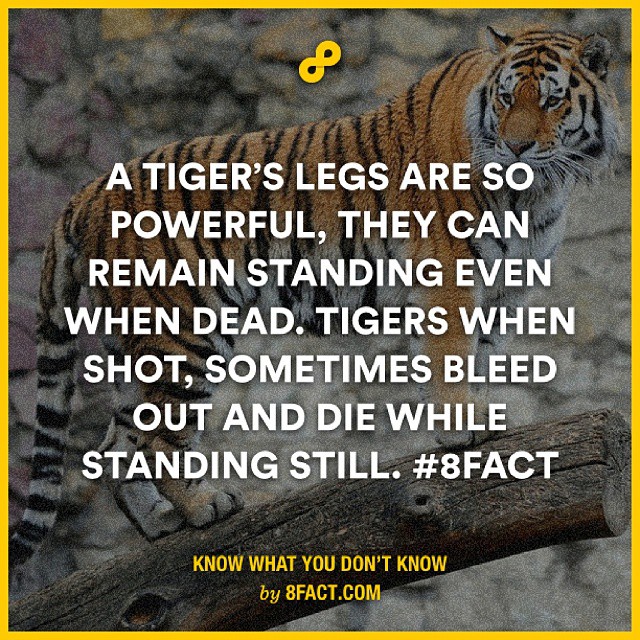 A TIGER’S LEGS ARE SO
POWERFUL, THEY CAN
REMAIN STANDING EVEN
WHEN DEAD. TIGERS WHEN
SHOT, SOMETIMES BLEED
OUT AND DIE WHILE
STANDING STILL. #8FACT
KNOW WHAT YOU DON’T KNOW
by 8FACT.COM